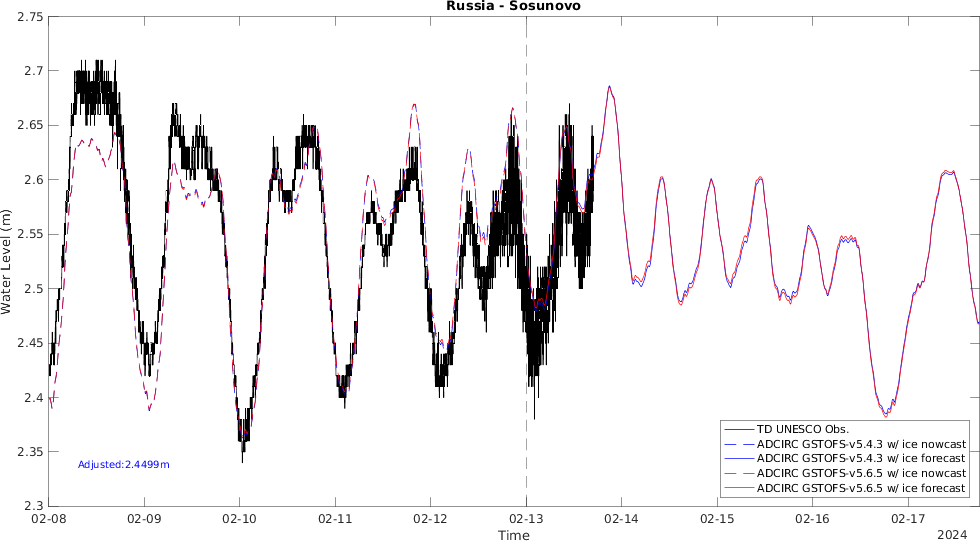 Russia - Sosunovo
2.75
2.7
2.65
2.6
2.55
2.5
2.45
2.4
2.35
2.3
Water Level (m)
Adjusted:2.4499m
TD UNESCO Obs.
ADCIRC GSTOFS-v5.4.3 w/ ice nowcast
ADCIRC GSTOFS-v5.4.3 w/ ice forecast
ADCIRC GSTOFS-v5.6.5 w/ ice nowcast
ADCIRC GSTOFS-v5.6.5 w/ ice forecast
02-08 02-09 02-10 02-11 02-12 02-13 02-14 02-15 02-16 02-17
Time
2024